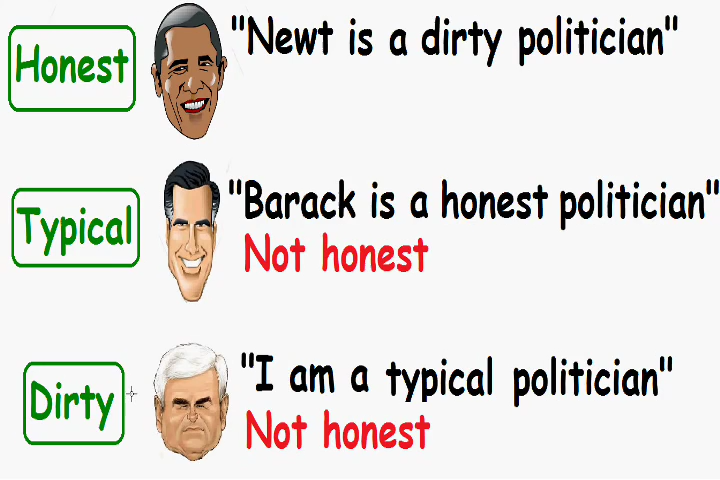 Honest
"Newt is a dirty politician"
Typical
"Barack is a honest politician"
Not honest
Dirty
"I am a typical politician"
Not honest